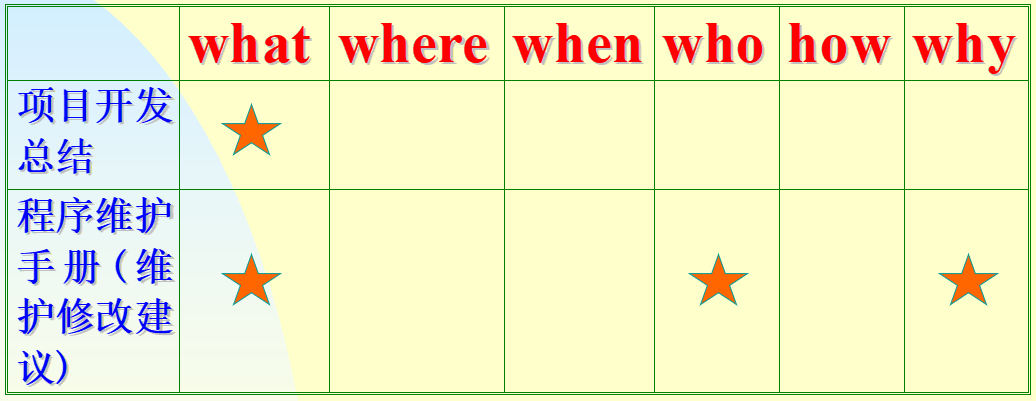 what where when who how why
项目开发
总结
程序维护
手册(维
护修改建
议)